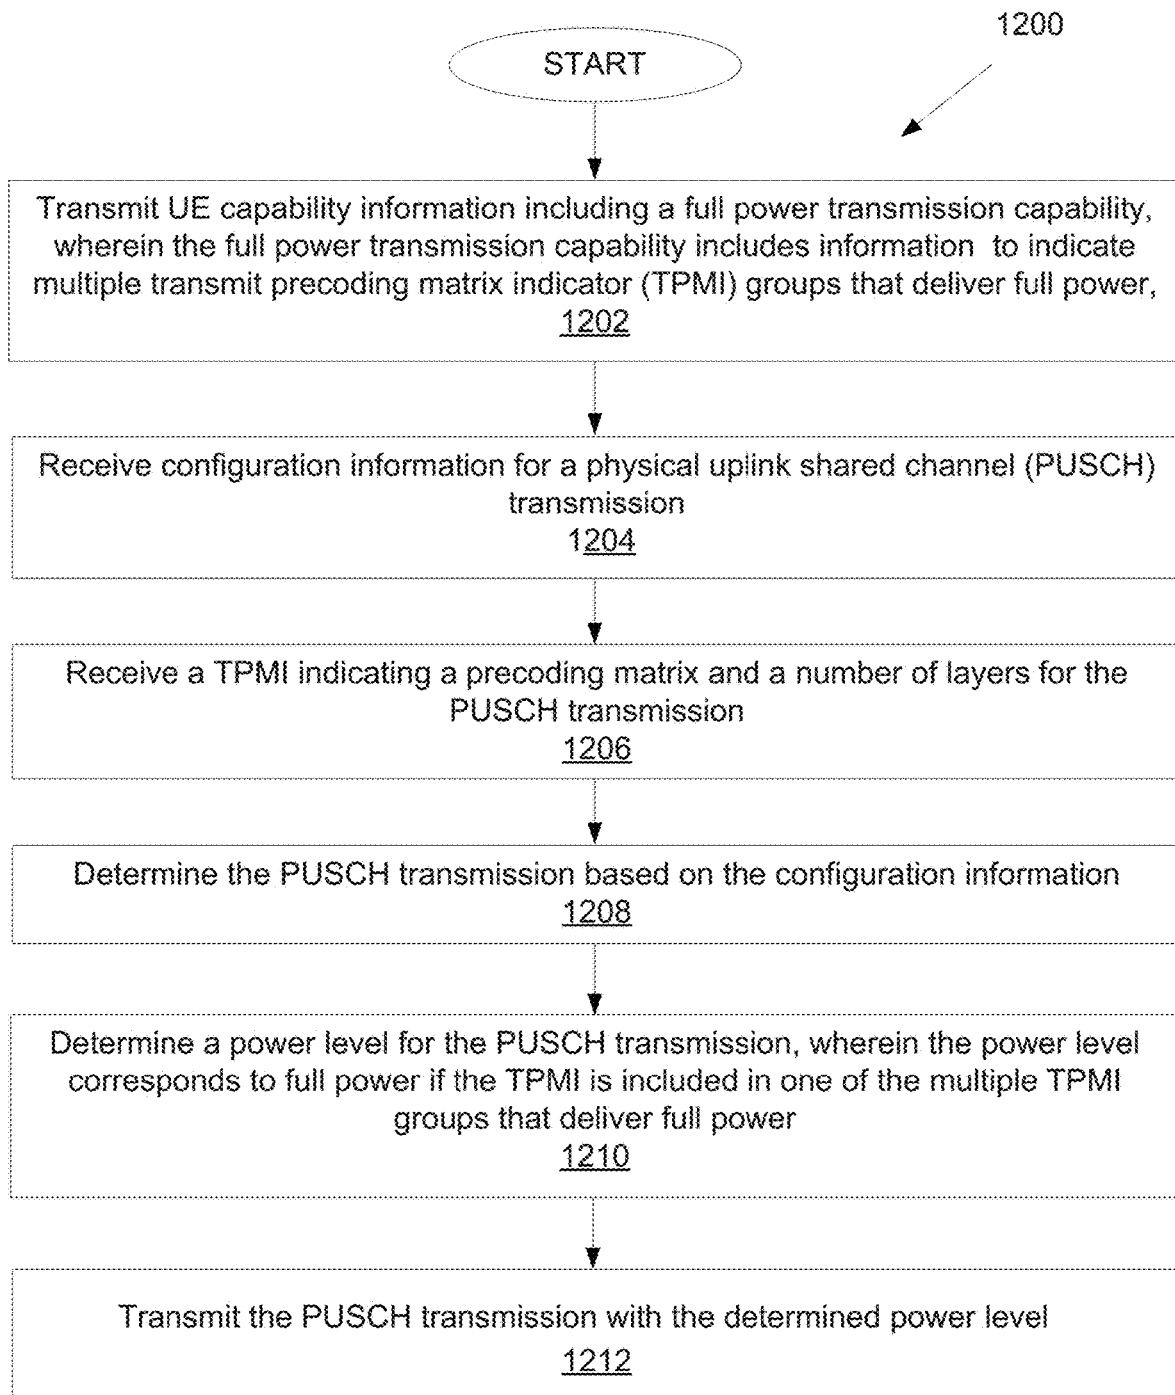 1200
START
Transmit UE capability information including a full power transmission capability,
wherein the full power transmission capability includes information to indicate
multiple transmit precoding matrix indicator (TPMI) groups that deliver full power,
1202
Receive configuration information for a physical uplink shared channel (PUSCH)
transmission
1204
Receive a TPMI indicating a precoding matrix and a number of layers for the
PUSCH transmission
1206
Determine the PUSCH transmission based on the configuration information
1208
Determine a power level for the PUSCH transmission, wherein the power level
corresponds to full power if the TPMI is included in one of the multiple TPMI
groups that deliver full power
1210
Transmit the PUSCH transmission with the determined power level
1212